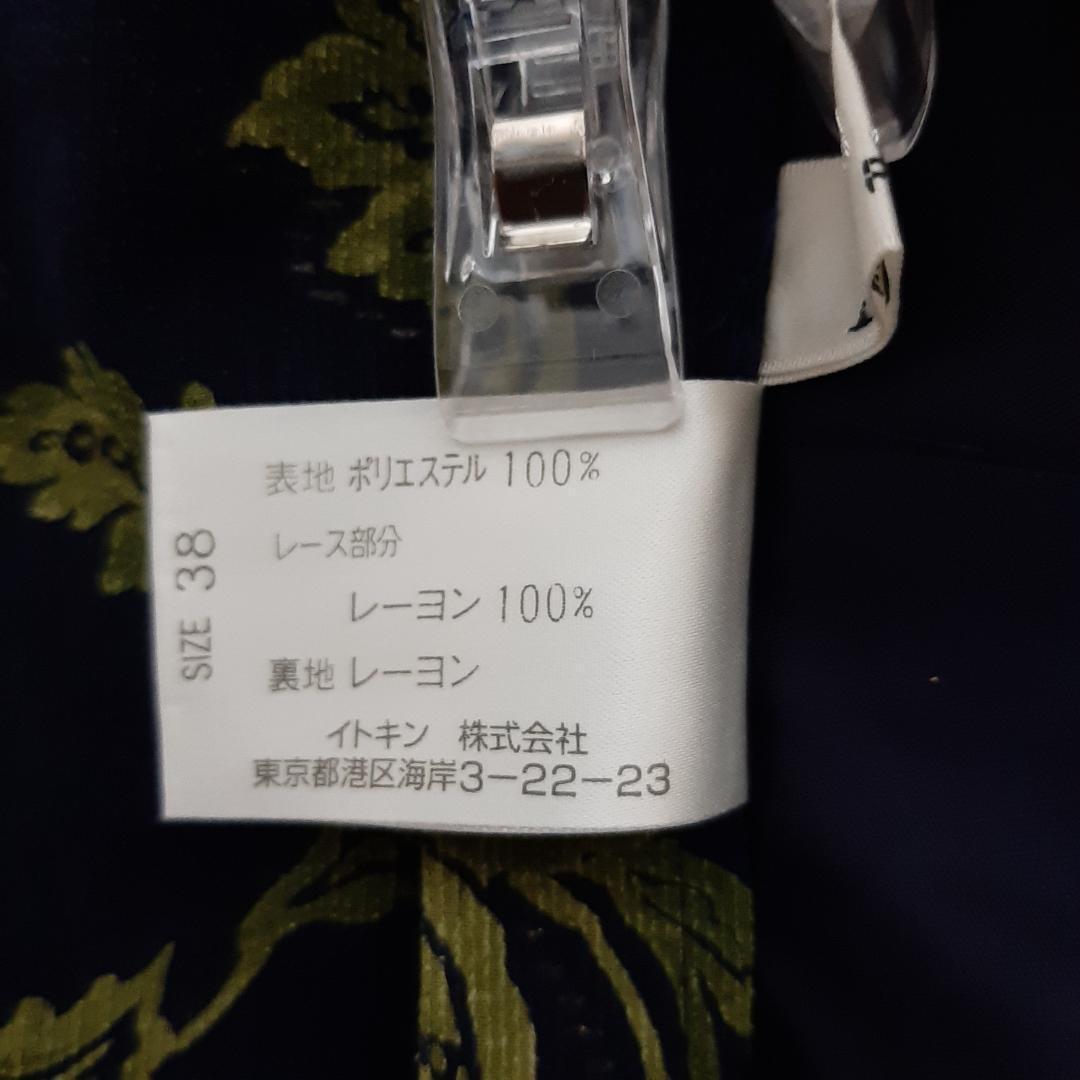 表地 ポリエステル 100%
レース部分
レーヨン 100%
裏地 レーヨン
イトキン 株式会社
東京都港区海岸3-22-23
SIZE 38